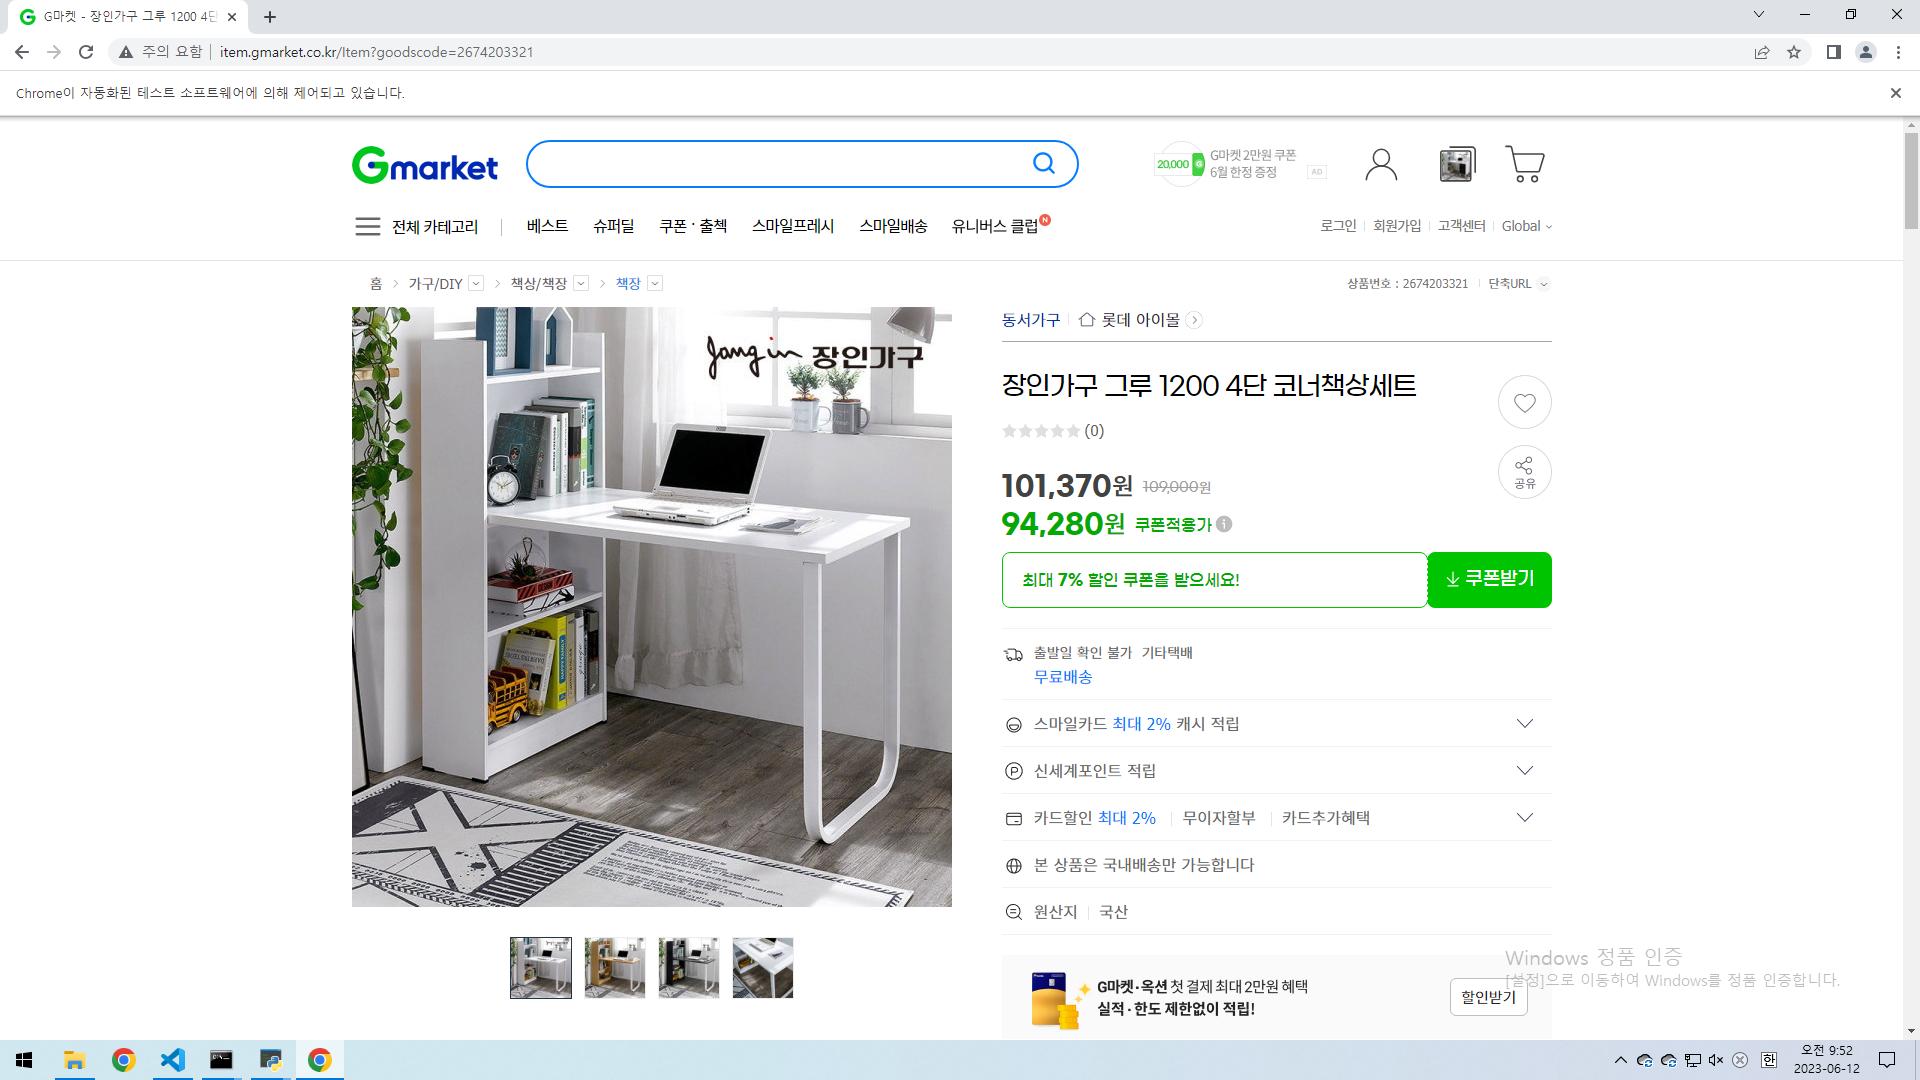 G마켓 - 장인가구 그루 1200 4단
주의 요함
item.gmarket.co.kr/Item?goodscode=2674203321
Chrome이 자동화된 테스트 소프트웨어에 의해 제어되고 있습니다.
Gmarket
20,000
G마켓 2만원 쿠폰
6월 한정 증정
AD
전체 카테고리
베스트
슈퍼딜
쿠폰·출첵
스마일프레시
스마일배송
유니버스 클럽
N
로그인
회원가입
고객센터
Global
홈
가구/DIY
책상/책장
책장
상품번호 : 2674203321
단축URL
Jangin 장인가구
동서가구
롯데 아이몰
장인가구 그루 1200 4단 코너책상세트
(0)
공유
101,370원 109,000원
94,280원 쿠폰적용가
최대 7% 할인 쿠폰을 받으세요!
쿠폰받기
출발일 확인 불가 기타택배
무료배송
스마일카드 최대 2% 캐시 적립
신세계포인트 적립
카드할인 최대 2%
무이자할부
카드추가혜택
본 상품은 국내배송만 가능합니다
원산지
국산
G마켓·옥션 첫 결제 최대 2만원 혜택
실적·한도 제한없이 적립!
할인받기
Windows 정품 인증
[설정]으로 이동하여 Windows를 정품 인증합니다.
한
오전 9:52
2023-06-12